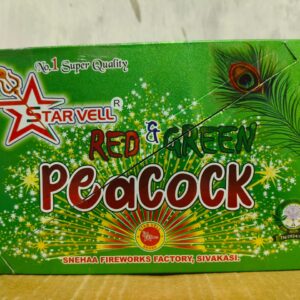 No.1 Super Quality
STAR VELL®
RED & GREEN
PEACOCK
SNEHAA FIREWORKS FACTORY, SIVAKASI.